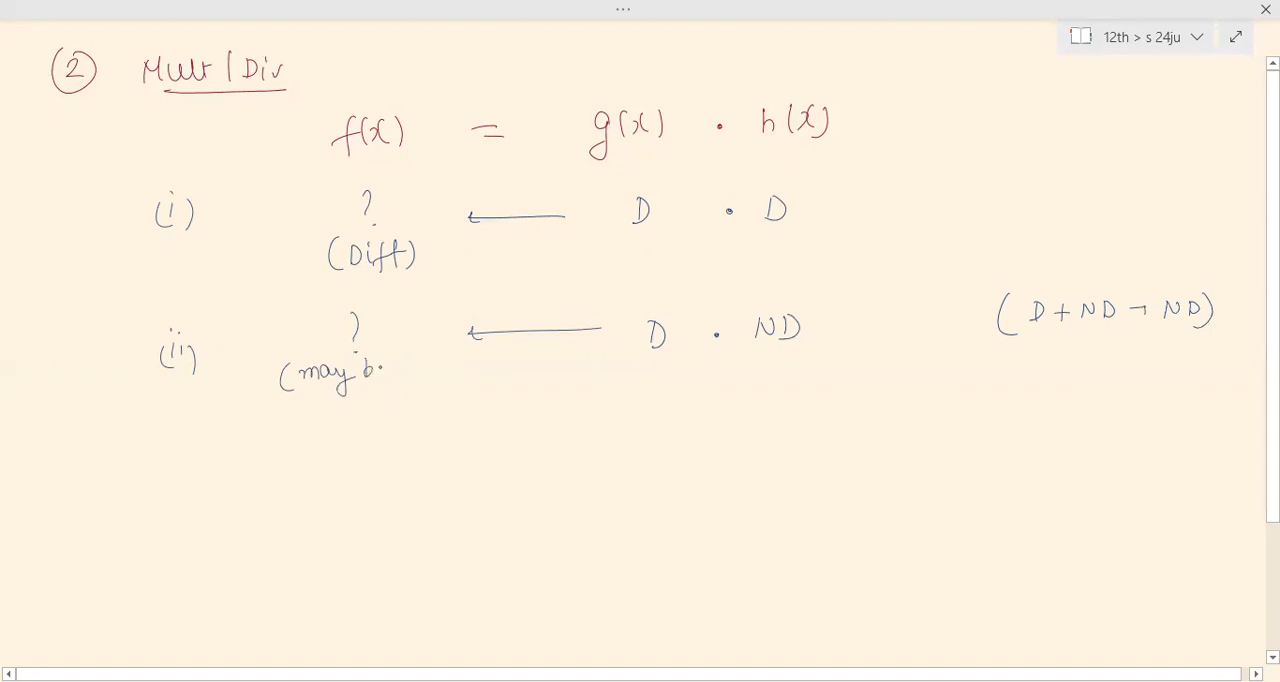 12th > s 24ju
② Mult/Div
f(x) = g(x) . h(x)
(i) ? ← D . D
(Diff)
(D + ND → ND)
(ii) ? ← D . ND
(may b